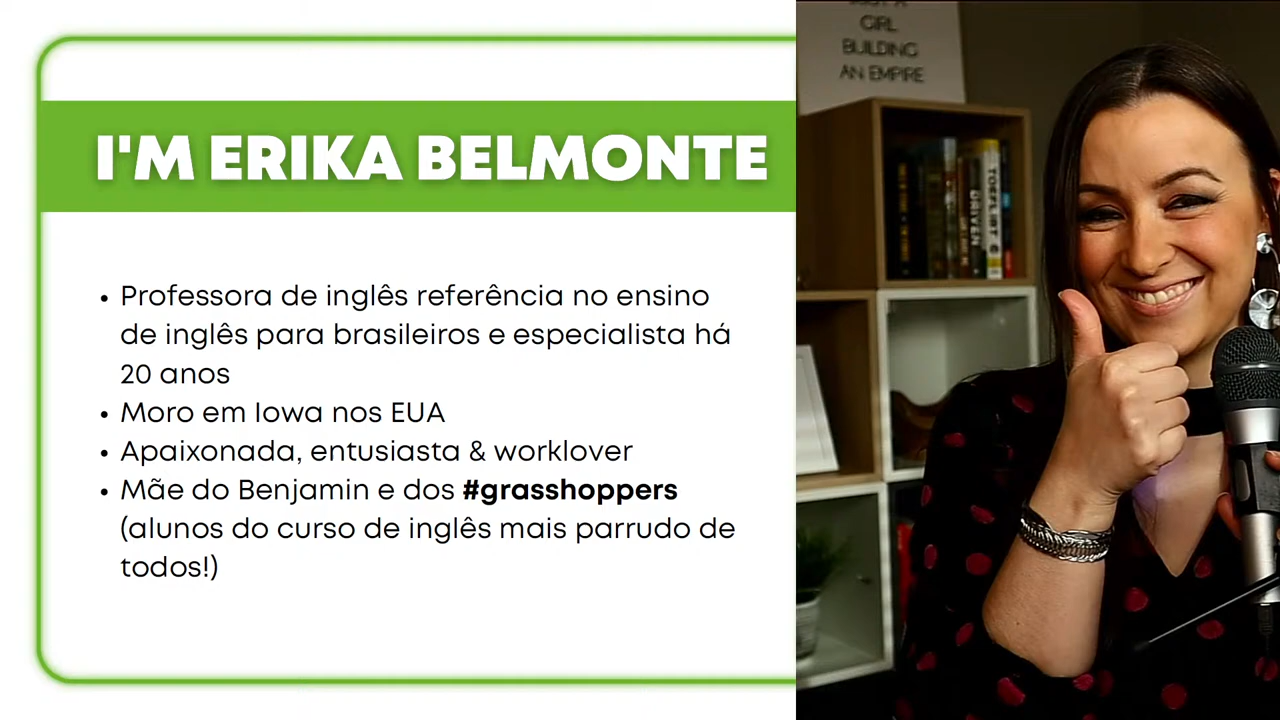 I'M ERIKA BELMONTE
• Professora de inglês referência no ensino
de inglês para brasileiros e especialista há
20 anos
• Moro em Iowa nos EUA
• Apaixonada, entusiasta & worklover
• Mãe do Benjamin e dos #grasshoppers
(alunos do curso de inglês mais parrudo de
todos!)
GIRL
BUILDING
AN EMPIRE
DRIVEN
TOEFL IBT